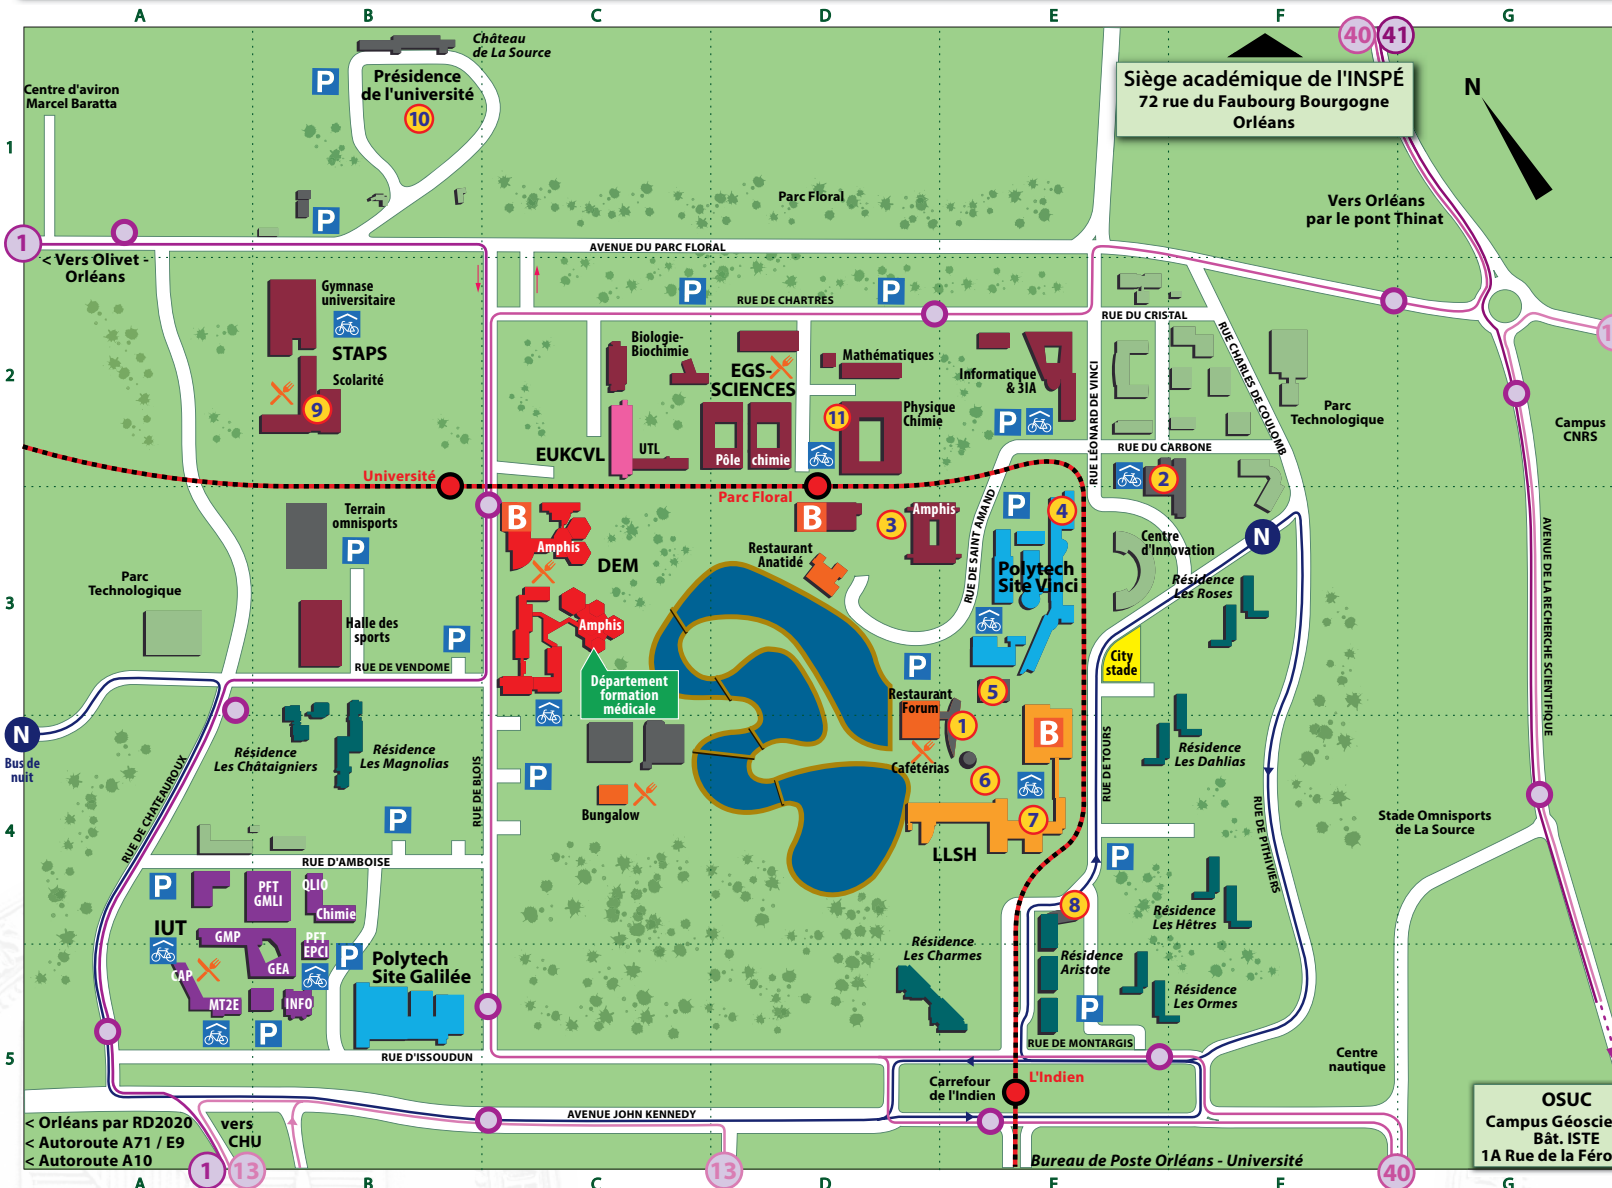 A B C D E F G
40 41
Château
de La Source
P
Présidence
de l'université
10
Centre d'aviron
Marcel Baratta
Siège académique de l'INSPÉ
72 rue du Faubourg Bourgogne
Orléans
N
1
Parc Floral
Vers Orléans
par le pont Thinat
P
1
AVENUE DU PARC FLORAL
< Vers Olivet -
Orléans
Gymnase
universitaire
STAPS
Scolarité
9
P P
RUE DE CHARTRES
RUE DU CRISTAL
1
2
Biologie-
Biochimie
EGS-
SCIENCES
Mathématiques
Informatique
& 3IA
11
Physique
Chimie
P
RUE LÉONARD DE VINCI
RUE CHARLES DE COULOMB
Parc
Technologique
Campus
CNRS
EUKCVL
UTL
Pôle chimie
RUE DU CARBONE
2
Université
Parc Floral
Terrain
omnisports
P
B
Amphis
DEM
B
3
Amphis
RUE DE SAINT AMAND
P
4
Polytech
Site Vinci
Centre
d'Innovation
N
Résidence
Les Roses
AVENUE DE LA RECHERCHE SCIENTIFIQUE
Restaurant
Anatidé
3
Parc
Technologique
Halle des
sports
P
RUE DE VENDOME
Amphis
Département
formation
médicale
City
stade
P
Restaurant
Forum
5
1
B
Cafétérias
6
7
LLSH
N
Bus de
nuit
Résidence
Les Châtaigniers
Résidence
Les Magnolias
RUE DE CHATEAUROUX
RUE DE BLOIS
P
Bungalow
RUE DE TOURS
Résidence
Les Dahlias
RUE DE PITHIVIERS
Stade Omnisports
de La Source
4
P
RUE D'AMBOISE
P
P
PFT
GMLI
QLIO
Chimie
IUT
GMP
PFT
EPCI
GEA
CAP
MT2E
INFO
P
P
Polytech
Site Galilée
8
Résidence
Les Hêtres
Résidence
Les Charmes
Résidence
Aristote
P
Résidence
Les Ormes
RUE DE MONTARGIS
5
RUE D'ISSOUDUN
Centre
nautique
Carrefour
de l'Indien
L'Indien
AVENUE JOHN KENNEDY
< Orléans par RD2020
< Autoroute A71 / E9
< Autoroute A10
vers
CHU
1 13
13
Bureau de Poste Orléans - Université
40
OSUC
Campus Géoscie
Bât. ISTE
1A Rue de la Féro
A B C D E F G